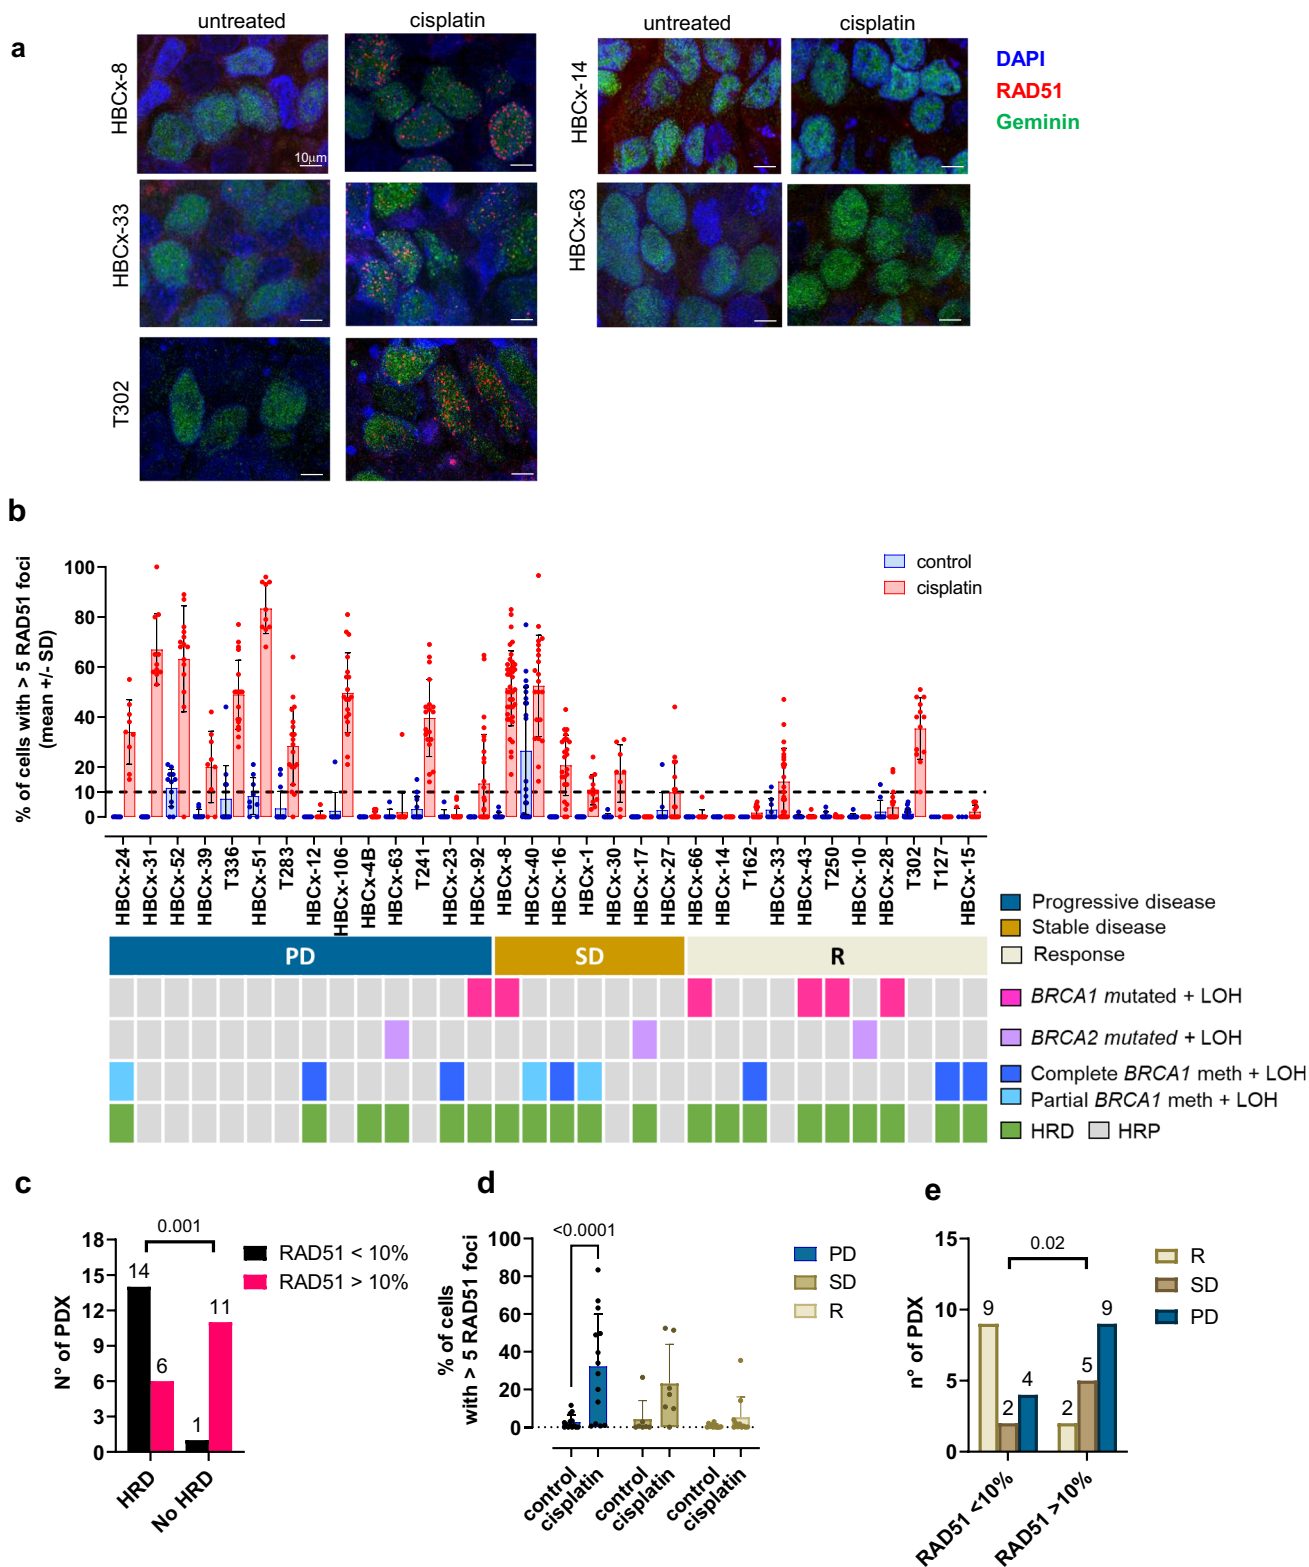 a
untreated
cisplatin
untreated
cisplatin
HBCx-8
10µm
HBCx-14
DAPI
RAD51
Geminin
HBCx-33
HBCx-63
T302
b
% of cells with > 5 RAD51 foci
(mean +/- SD)
100
80
60
40
20
10
0
control
cisplatin
HBCx-24
HBCx-31
HBCx-52
HBCx-39
T336
HBCx-51
T283
HBCx-12
HBCx-106
HBCx-4B
HBCx-63
T241
HBCx-23
HBCx-92
HBCx-8
HBCx-40
HBCx-16
HBCx-1
HBCx-30
HBCx-17
HBCx-27
HBCx-66
HBCx-14
T162
HBCx-33
HBCx-43
T250
HBCx-10
HBCx-28
T302
T127
HBCx-15
PD
SD
R
Progressive disease
Stable disease
Response
BRCA1 mutated + LOH
BRCA2 mutated + LOH
Complete BRCA1 meth + LOH
Partial BRCA1 meth + LOH
HRD
HRP
c
N° of PDX
18
15
12
9
6
3
0
0.001
14
6
1
11
HRD
No HRD
RAD51 < 10%
RAD51 > 10%
d
% of cells
with > 5 RAD51 foci
100
80
60
40
20
0
<0.0001
control
cisplatin
control
cisplatin
control
cisplatin
PD
SD
R
e
n° of PDX
15
10
5
0
0.02
9
2
4
2
5
9
RAD51 <10%
RAD51 >10%
R
SD
PD